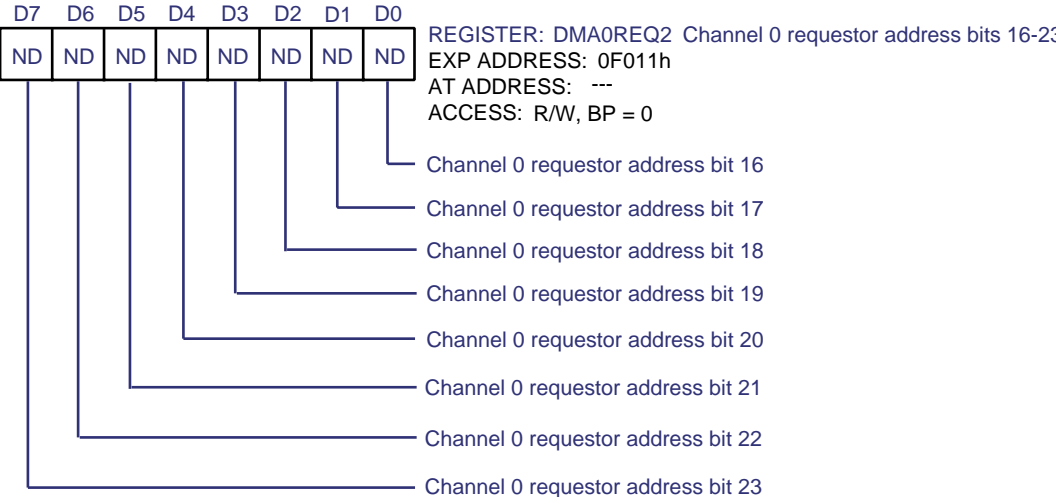 D7 D6 D5 D4 D3 D2 D1 D0
ND ND ND ND ND ND ND ND
REGISTER: DMA0REQ2 Channel 0 requestor address bits 16-23
EXP ADDRESS: 0F011h
AT ADDRESS: ---
ACCESS: R/W, BP = 0
Channel 0 requestor address bit 16
Channel 0 requestor address bit 17
Channel 0 requestor address bit 18
Channel 0 requestor address bit 19
Channel 0 requestor address bit 20
Channel 0 requestor address bit 21
Channel 0 requestor address bit 22
Channel 0 requestor address bit 23